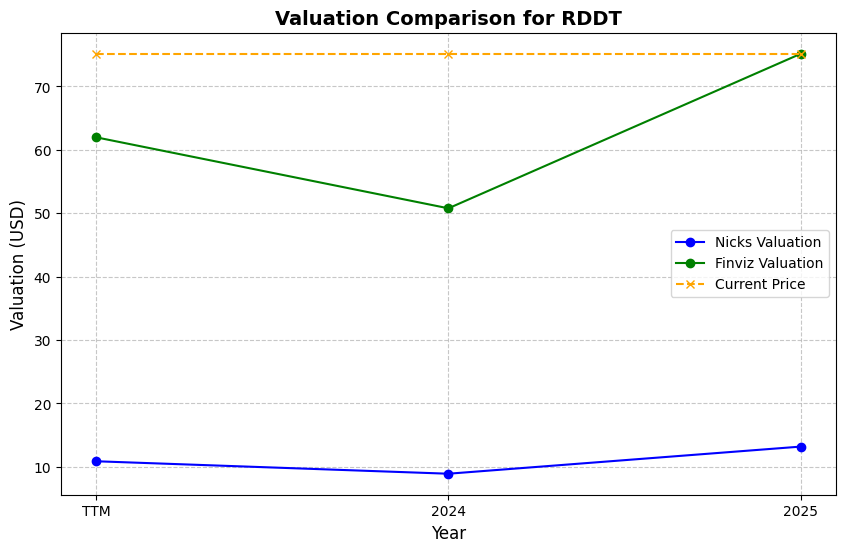 Valuation Comparison for RDDT
Valuation (USD)
70
60
50
40
30
20
10
Nicks Valuation
Finviz Valuation
Current Price
TTM
2024
2025
Year